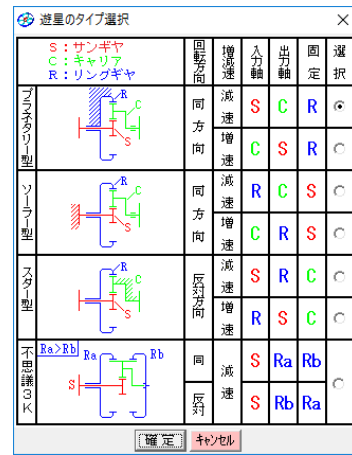 遊星のタイプ選択
S：サンギヤ
C：キャリア
R：リングギヤ
回転方向 増減速 入力軸 出力軸 固定 選択
プラネタリー型
R
C
S
同方向
減速 S C R
増速 C S R
ソーラー型
R
C
S
同方向
減速 R C S
増速 C R S
スター型
R
C
S
反対方向
減速 S R C
増速 R S C
不思議3K
Ra>Rb
Ra
Rb
S
同 減速 S Ra Rb
反対 S Rb Ra
確定 キャンセル